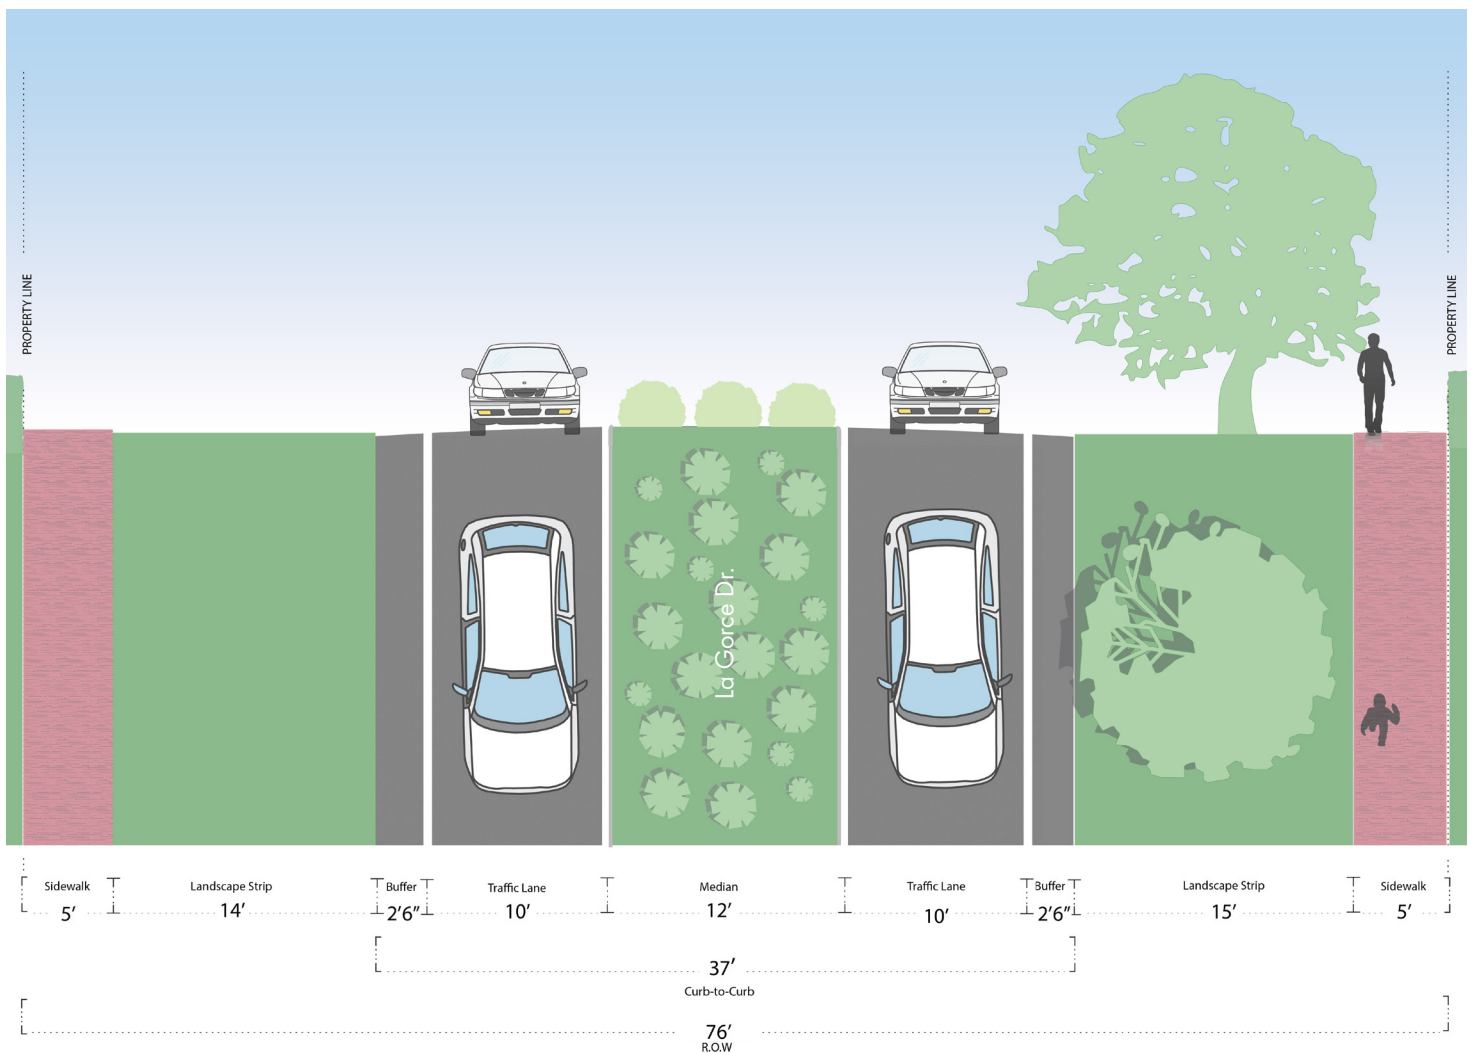 PROPERTY LINE
PROPERTY LINE
La Gorce Dr.
Sidewalk
Landscape Strip
Buffer
Traffic Lane
Median
Traffic Lane
Buffer
Landscape Strip
Sidewalk
5’
14’
2’6”
10’
12’
10’
2’6”
15’
5’
37’
Curb-to-Curb
76’
R.O.W